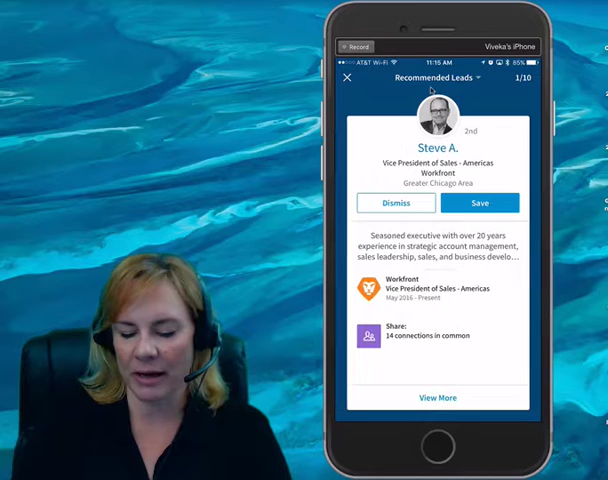 Record
Viveka's iPhone
AT&T Wi-Fi
11:15 AM
85%
Recommended Leads
1/10
2nd
Steve A.
Vice President of Sales - Americas
Workfront
Greater Chicago Area
Dismiss
Save
Seasoned executive with over 20 years
experience in strategic account management,
sales leadership, sales, and business develo...
Workfront
Vice President of Sales - Americas
May 2016 - Present
Share:
14 connections in common
View More